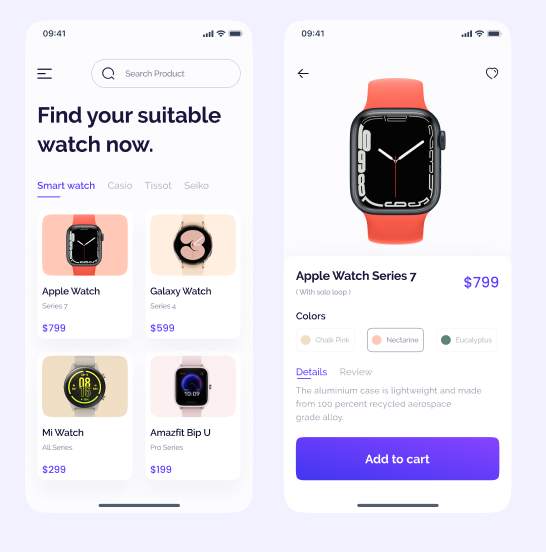 09:41
Search Product
Find your suitable
watch now.
Smart watch Casio Tissot Seiko
Apple Watch
Series 7
$799
Galaxy Watch
Series 4
$599
Mi Watch
All Series
$299
Amazfit Bip U
Pro Series
$199
09:41
Apple Watch Series 7
( With solo loop )
$799
Colors
Chalk Pink Nectarine Eucalyptus
Details Review
The aluminium case is lightweight and made
from 100 percent recycled aerospace
grade alloy.
Add to cart